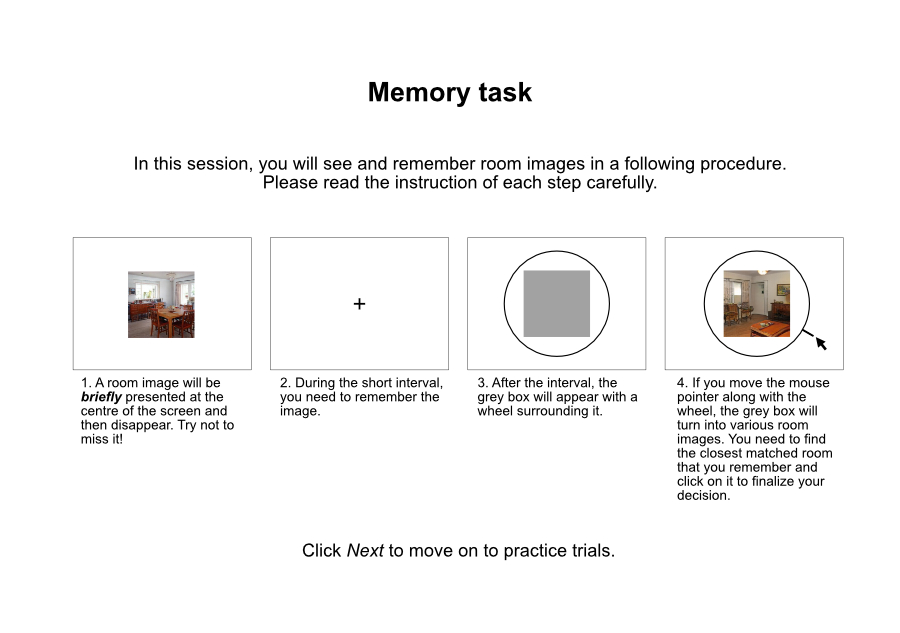 Memory task
In this session, you will see and remember room images in a following procedure.
Please read the instruction of each step carefully.
1. A room image will be
briefly presented at the
centre of the screen and
then disappear. Try not to
miss it!
2. During the short interval,
you need to remember the
image.
3. After the interval, the
grey box will appear with a
wheel surrounding it.
4. If you move the mouse
pointer along with the
wheel, the grey box will
turn into various room
images. You need to find
the closest matched room
that you remember and
click on it to finalize your
decision.
Click Next to move on to practice trials.